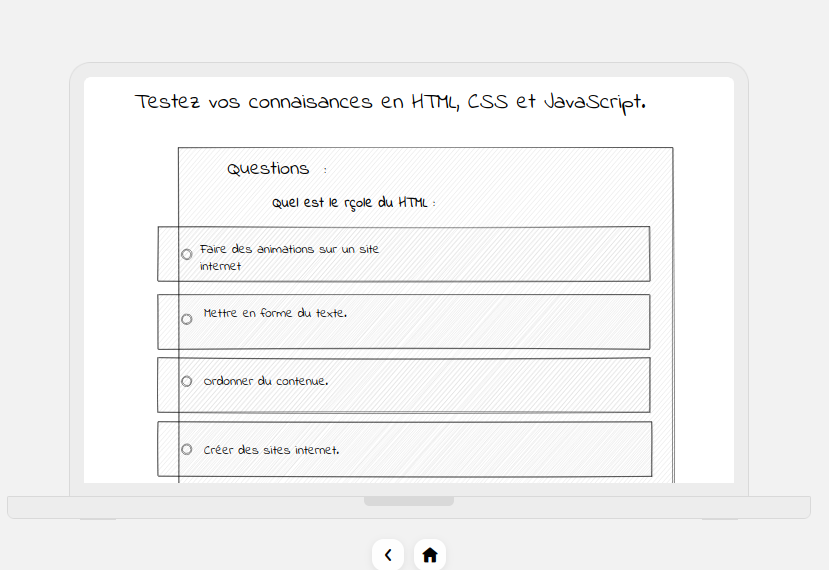 Testez vos connaisances en HTML, CSS et JavaScript.
Questions :
Quel est le rçole du HTML :
Faire des animations sur un site
internet
Mettre en forme du texte.
ordonner du contenue.
Créer des sites internet.